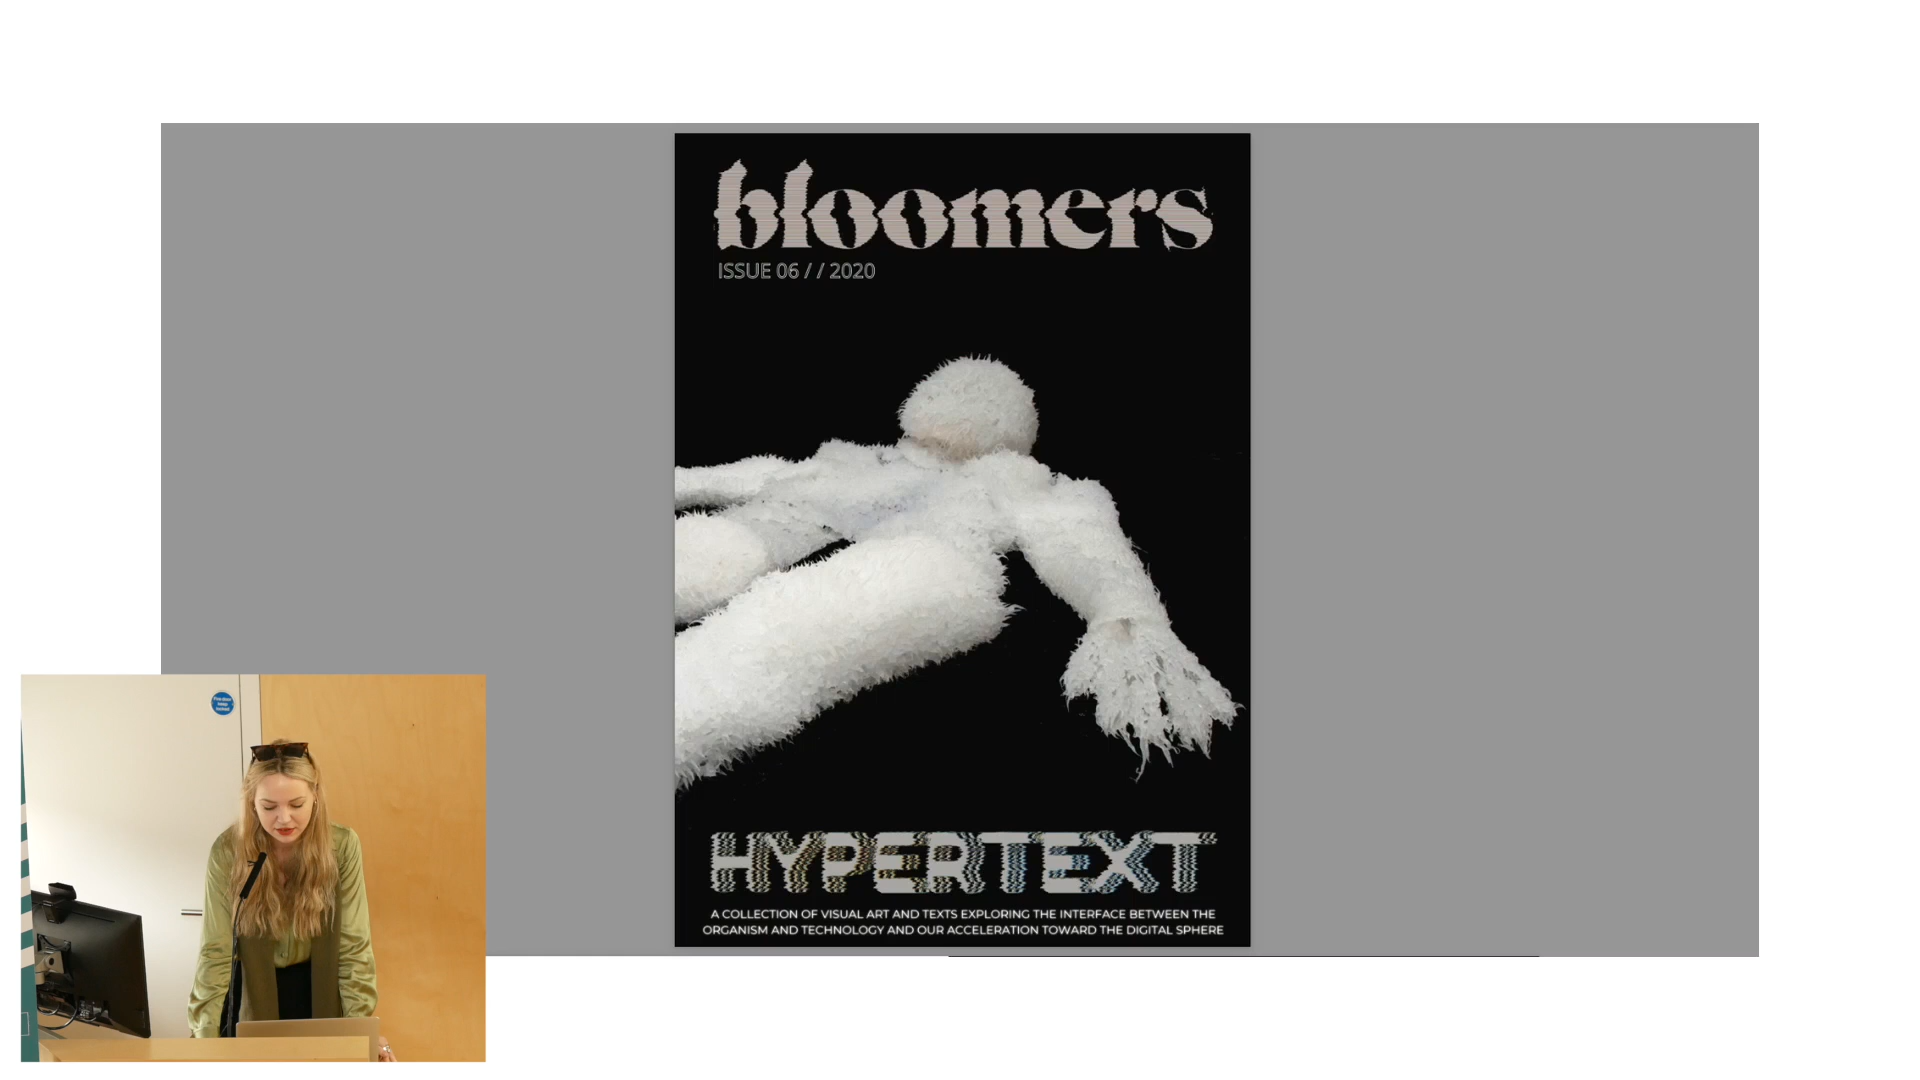 bloomers
ISSUE 06 / / 2020
HYPERTEXT
A COLLECTION OF VISUAL ART AND TEXTS EXPLORING THE INTERFACE BETWEEN THE
ORGANISM AND TECHNOLOGY AND OUR ACCELERATION TOWARD THE DIGITAL SPHERE